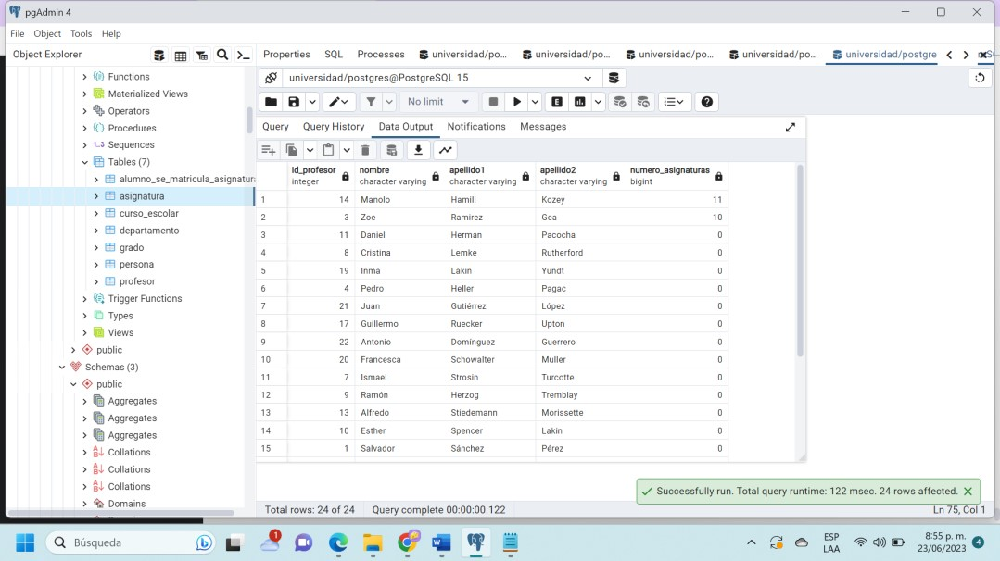 pgAdmin 4
File Object Tools Help
Object Explorer
Properties SQL Processes universidad/po... universidad/po... universidad/po... universidad/po... universidad/postgre
universidad/postgres@PostgreSQL 15
No limit
Query Query History Data Output Notifications Messages
Functions
Materialized Views
Operators
Procedures
1..3 Sequences
Tables (7)
alumno_se_matricula_asignatura
asignatura
curso_escolar
departamento
grado
persona
profesor
Trigger Functions
Types
Views
public
Schemas (3)
public
Aggregates
Aggregates
Aggregates
Collations
Collations
Collations
Domains
id_profesor nombre apellido1 apellido2 numero_asignaturas
integer character varying character varying character varying bigint
1 14 Manolo Hamill Kozey 11
2 3 Zoe Ramirez Gea 10
3 11 Daniel Herman Pacocha 0
4 8 Cristina Lemke Rutherford 0
5 19 Inma Lakin Yundt 0
6 4 Pedro Heller Pagac 0
7 21 Juan Gutiérrez López 0
8 17 Guillermo Ruecker Upton 0
9 22 Antonio Domínguez Guerrero 0
10 20 Francesca Schowalter Muller 0
11 7 Ismael Strosin Turcotte 0
12 9 Ramón Herzog Tremblay 0
13 13 Alfredo Stiedemann Morissette 0
14 10 Esther Spencer Lakin 0
15 1 Salvador Sánchez Pérez 0
Successfully run. Total query runtime: 122 msec. 24 rows affected.
Total rows: 24 of 24 Query complete 00:00:00.122 Ln 75, Col 1
Búsqueda
1
ESP
LAA
8:55 p. m.
23/06/2023
4